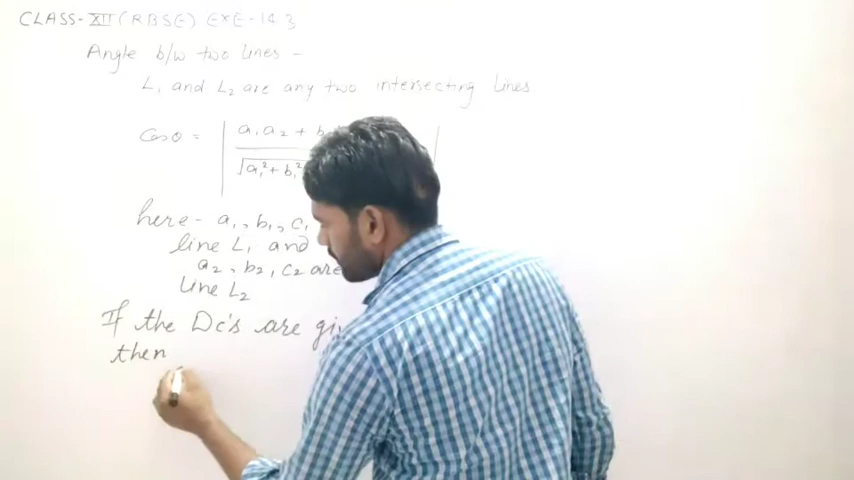 CLASS-XII (RBSE) EXE-14.3
Angle b/w two lines -
L₁ and L₂ are any two intersecting lines
Cosθ = | a₁a₂ + b
√a₁²+b₁²
here - a₁, b₁, c₁
line L₁ and
a₂, b₂, c₂ are
line L₂
If the Dc's are
then